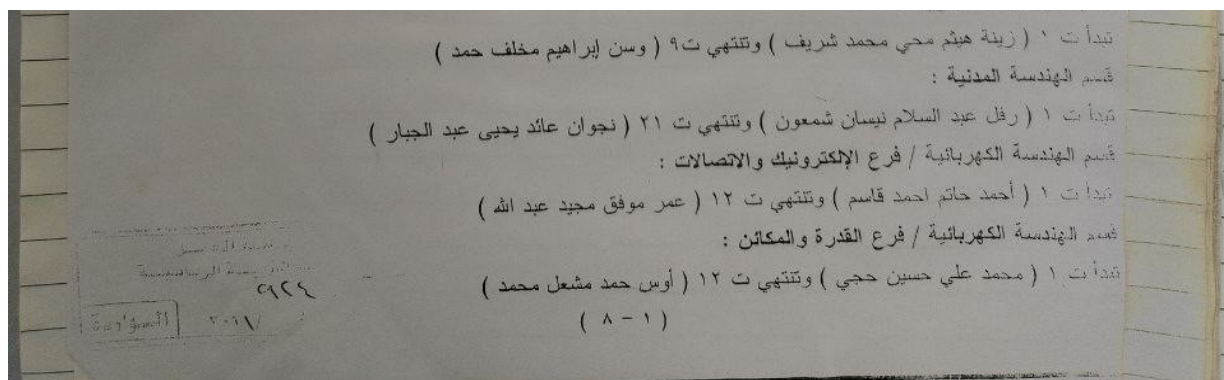 تبدأ ت ١ ( زينة هيثم محي محمد شريف ) وتنتهي ت ٩ ( وسن إبراهيم مخلف حمد )
قسم الهندسة المدنية :
تبدأ ت ١ ( رفل عبد السلام نيسان شمعون ) وتنتهي ت ٢١ ( نجوان عائد يحيى عبد الجبار )
قسم الهندسة الكهربائية / فرع الإلكترونيك والاتصالات :
تبدأ ت ١ ( أحمد حاتم احمد قاسم ) وتنتهي ت ١٢ ( عمر موفق مجيد عبد الله )
قسم الهندسة الكهربائية / فرع القدرة والمكائن :
تبدأ ت ١ ( محمد علي حسين حجي ) وتنتهي ت ١٢ ( أوس حمد مشعل محمد )
( ١ - ٨ )
٢٩٢٤